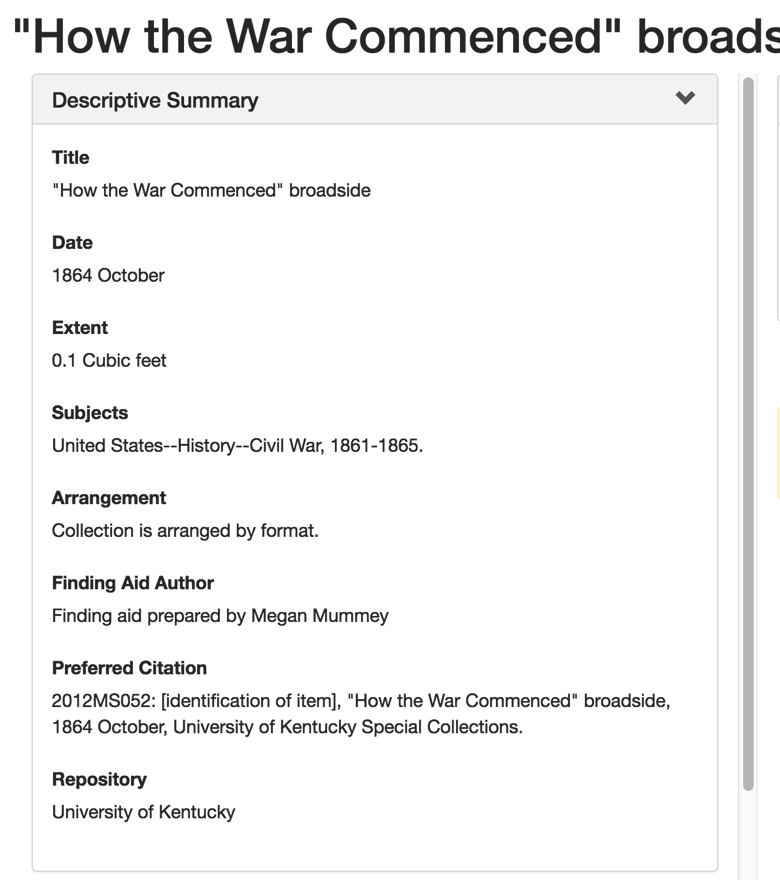 "How the War Commenced"
Descriptive Summary
Title
"How the War Commenced" broadside
Date
1864 October
Extent
0.1 Cubic feet
Subjects
United States--History--Civil War, 1861-1865.
Arrangement
Collection is arranged by format.
Finding Aid Author
Finding aid prepared by Megan Mummey
Preferred Citation
2012MS052: [identification of item], "How the War Commenced" broadside,
1864 October, University of Kentucky Special Collections.
Repository
University of Kentucky